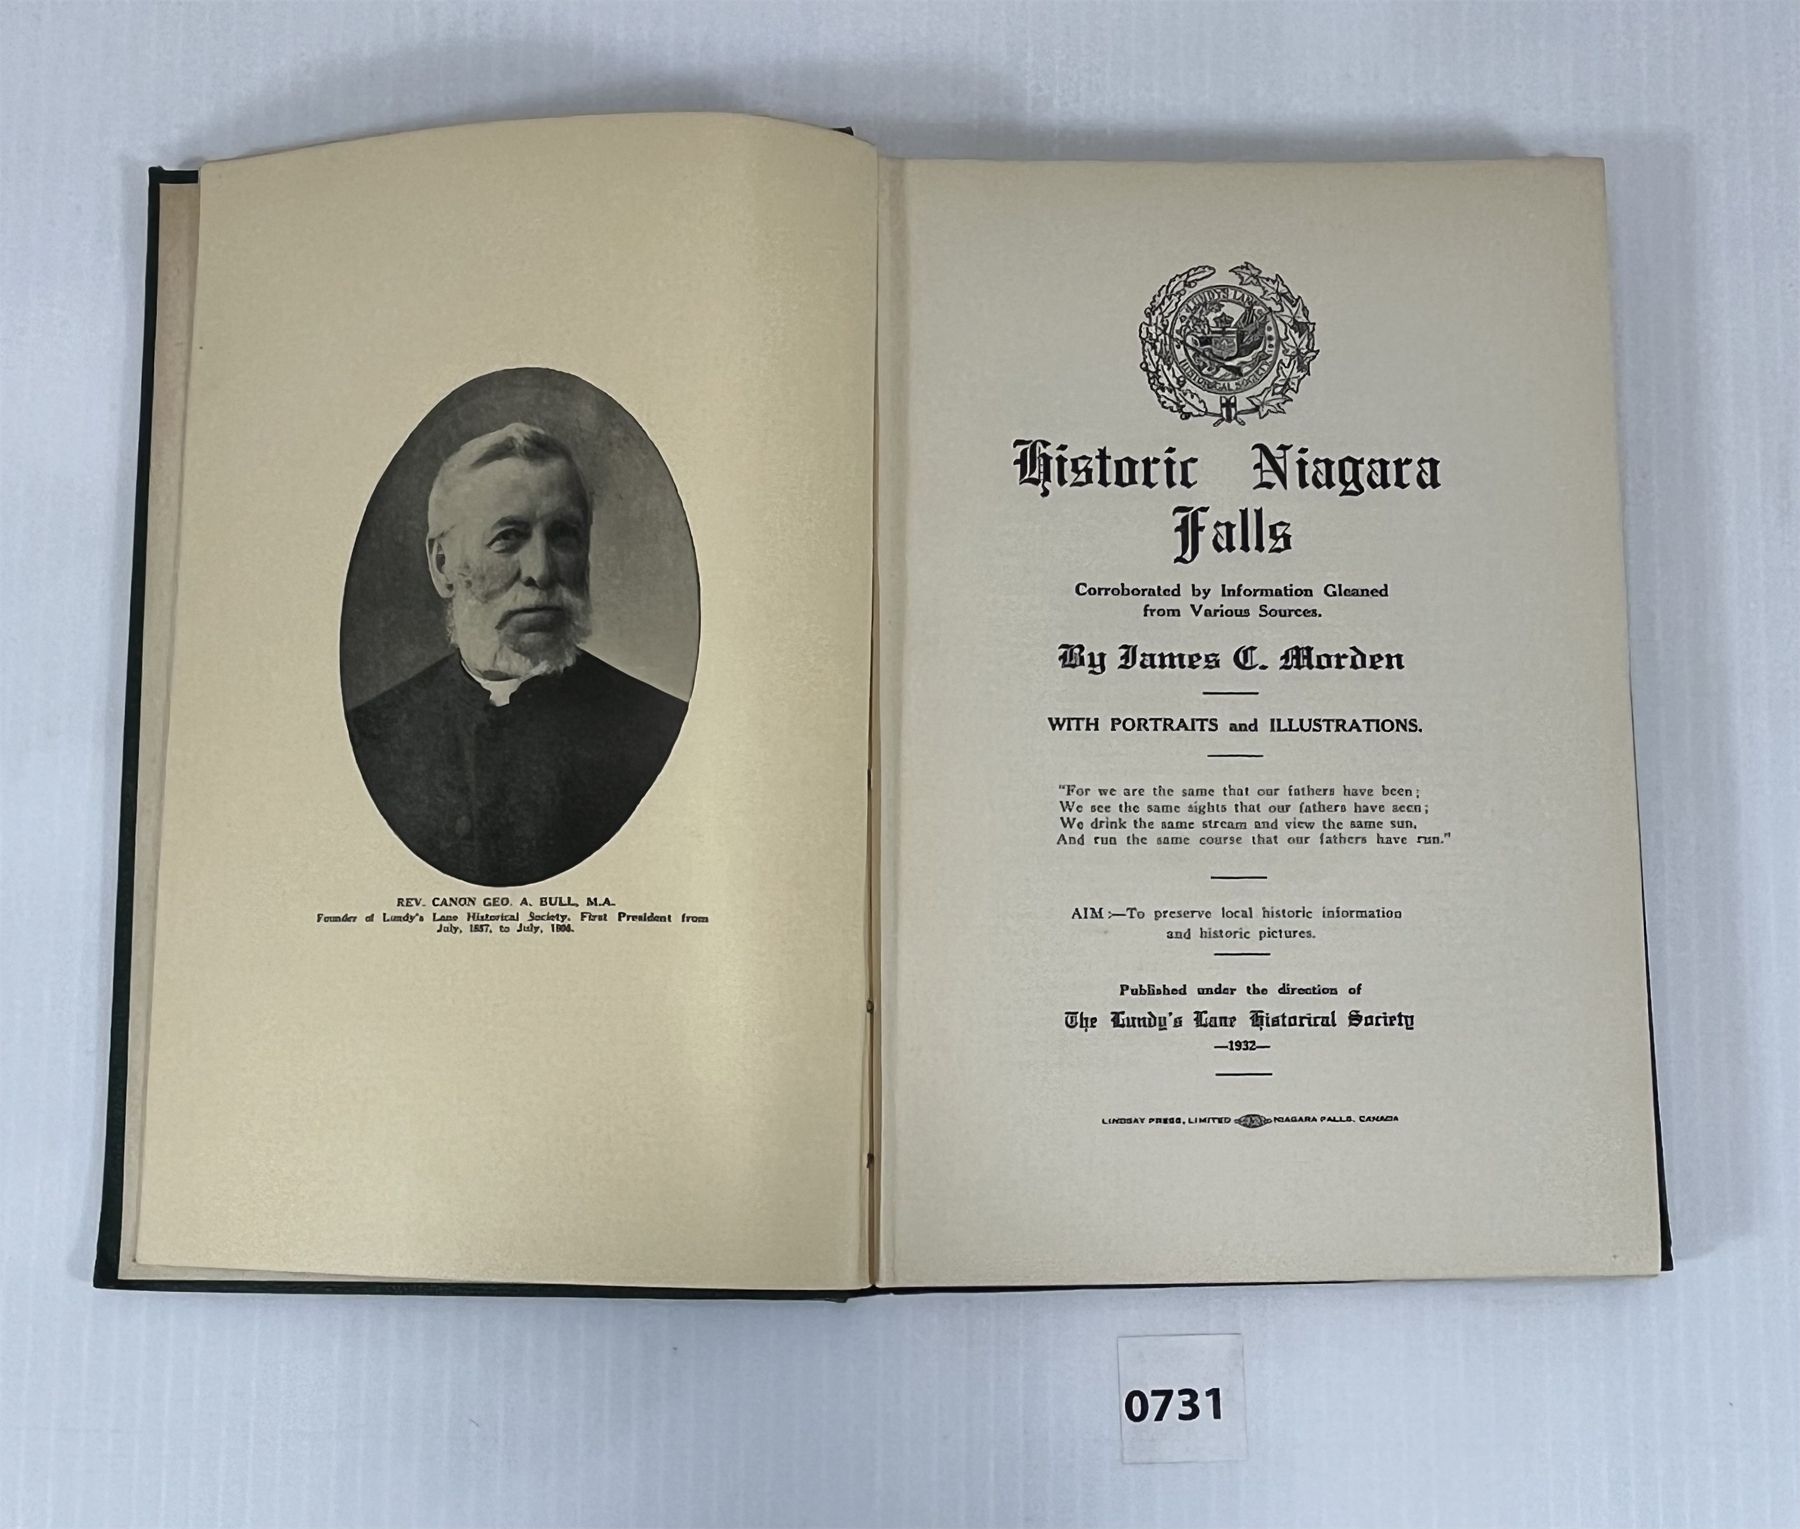 REV. CANON GEO. A. BULL, M.A.
Founder of Lundy's Lane Historical Society. First President from
July, to July,
LUNDY'S LANE
HISTORICAL SOCIETY
Historic Niagara
Falls
Corroborated by Information Gleaned
from Various Sources.
By James C. Morden
WITH PORTRAITS and ILLUSTRATIONS.
"For we are the same that our fathers have been;
We see the same sights that our fathers have seen;
We drink the same stream and view the same sun,
And run the same course that our fathers have run."
AIM:—To preserve local historic information
and historic pictures.
Published under the direction of
The Lundy's Lane Historical Society
—1932—
LINDSAY PRESS, LIMITED NIAGARA FALLS, CANADA
0731